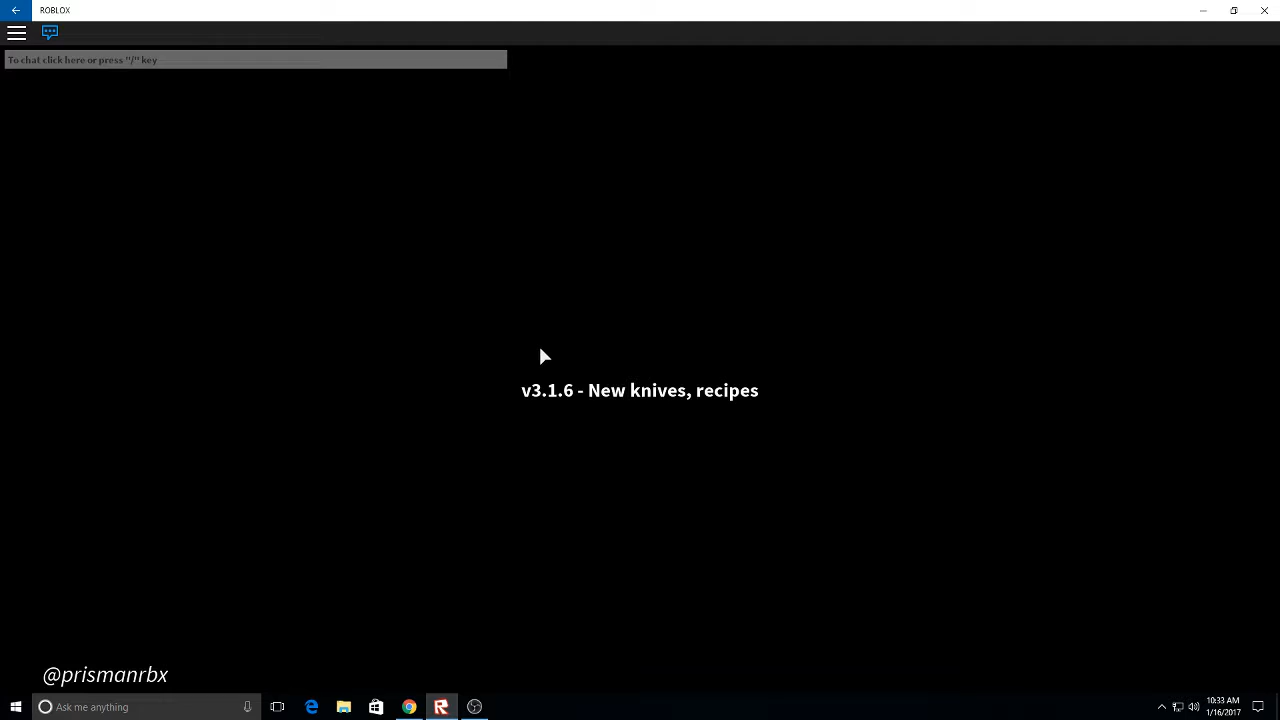 ROBLOX
To chat click here or press "/" key
v3.1.6 - New knives, recipes
@prismanrbx
Ask me anything
10:33 AM
1/16/2017